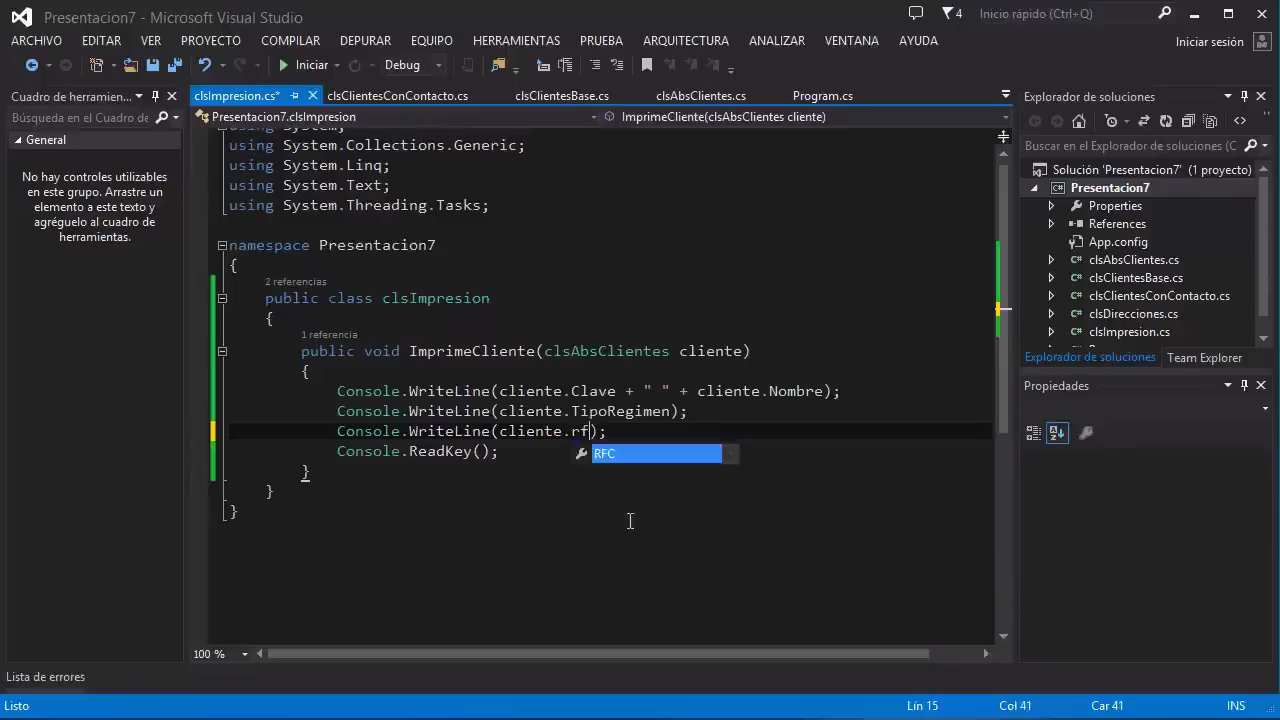 Presentacion7 - Microsoft Visual Studio
4
Inicio rápido (Ctrl+Q)
ARCHIVO EDITAR VER PROYECTO COMPILAR DEPURAR EQUIPO HERRAMIENTAS PRUEBA ARQUITECTURA ANALIZAR VENTANA AYUDA
Iniciar sesión
Iniciar
Debug
Cuadro de herramien...
Búsqueda en el Cuadro de
General
No hay controles utilizables
en este grupo. Arrastre un
elemento a este texto y
agréguelo al cuadro de
herramientas.
clsImpresion.cs* clsClientesConContacto.cs clsClientesBase.cs clsAbsClientes.cs Program.cs
Presentacion7.clsImpresion
ImprimeCliente(clsAbsClientes cliente)
using System;
using System.Collections.Generic;
using System.Linq;
using System.Text;
using System.Threading.Tasks;
namespace Presentacion7
{
2 referencias
public class clsImpresion
{
1 referencia
public void ImprimeCliente(clsAbsClientes cliente)
{
Console.WriteLine(cliente.Clave + " " + cliente.Nombre);
Console.WriteLine(cliente.TipoRegimen);
Console.WriteLine(cliente.rf);
RFC
Console.ReadKey();
}
}
}
100 %
Explorador de soluciones
Buscar en el Explorador de soluciones (C
Solución 'Presentacion7' (1 proyecto)
Presentacion7
Properties
References
App.config
clsAbsClientes.cs
clsClientesBase.cs
clsClientesConContacto.cs
clsDirecciones.cs
clsImpresion.cs
Explorador de soluciones
Team Explorer
Propiedades
Lista de errores
Listo
Lín 15
Col 41
Car 41
INS